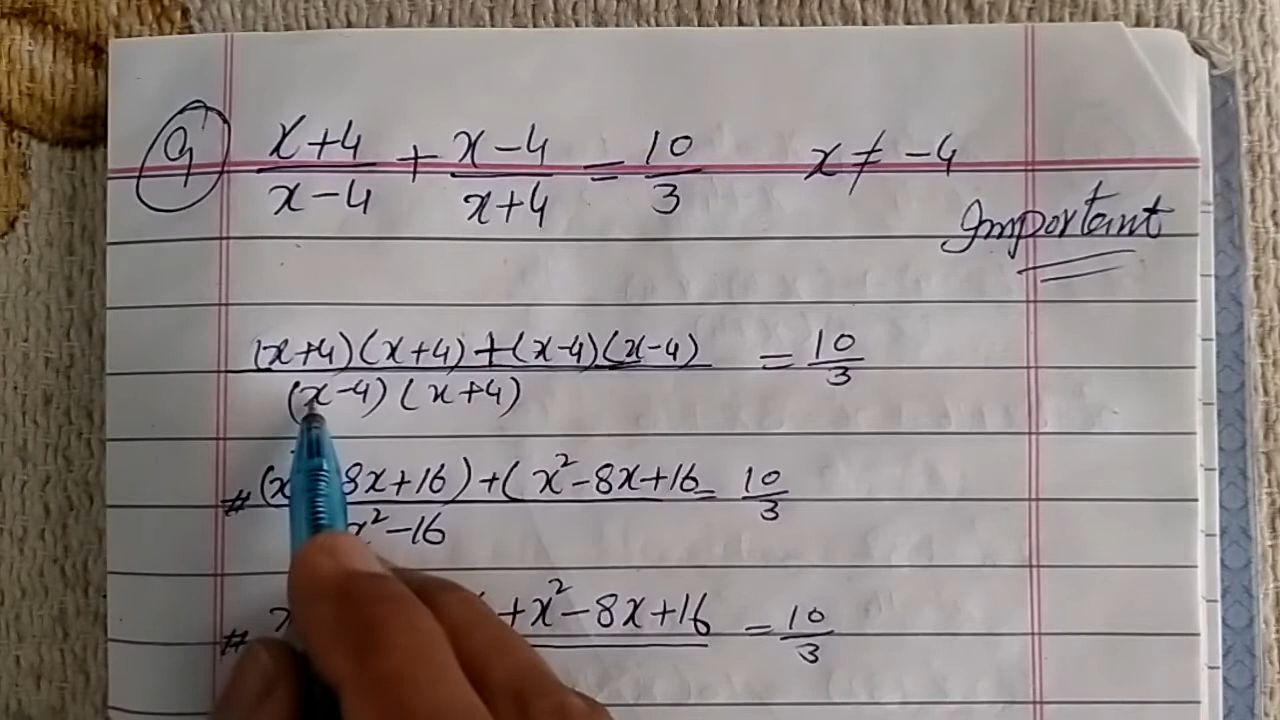 9 (x+4)/(x-4) + (x-4)/(x+4) = 10/3 x ≠ -4
Important
((x+4)(x+4)+(x-4)(x-4))/((x-4)(x+4)) = 10/3
# 8x+16)+(x²-8x+16 = 10/3
x²-16
# +x²-8x+16 = 10/3